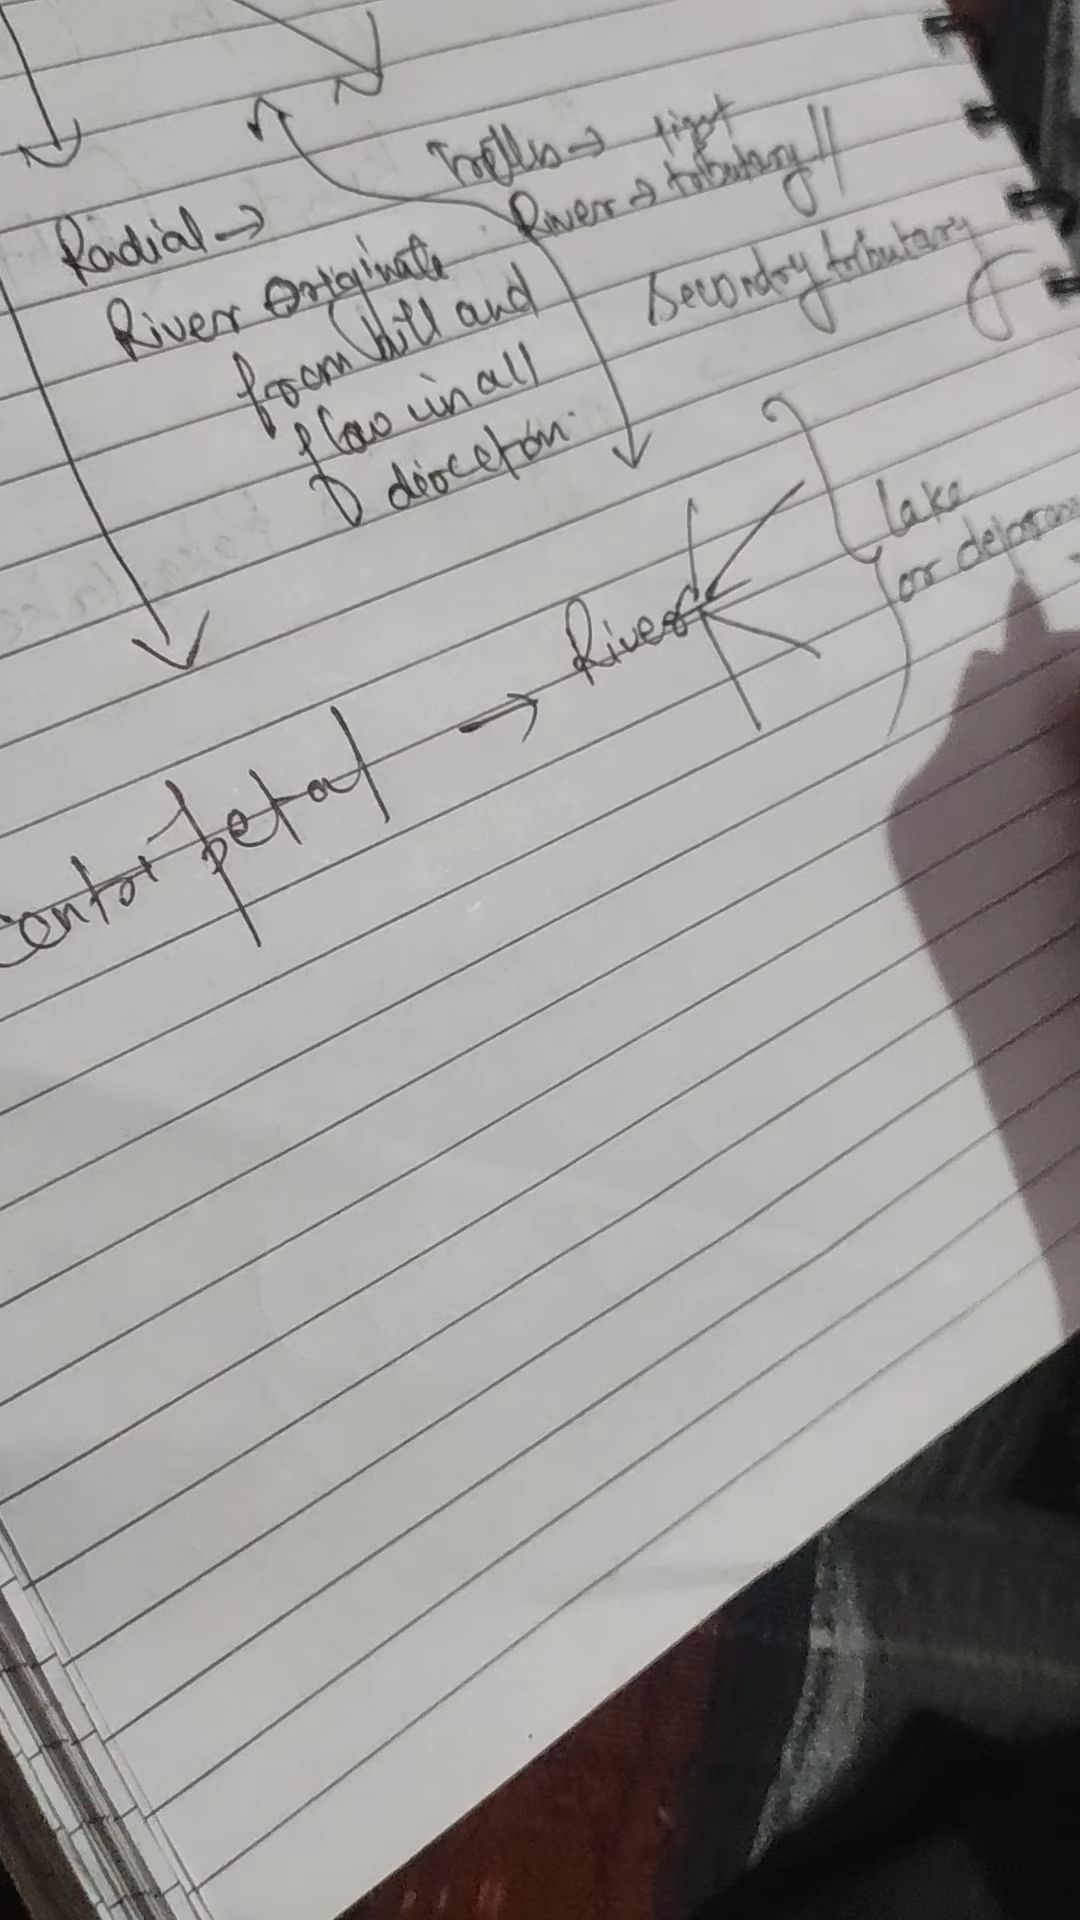 Radial →
River Originate
from hill and
flow in all
direction.
Trellis → first
River → tributary //
Secondry tributary
Centripetal → River
lake
or depression